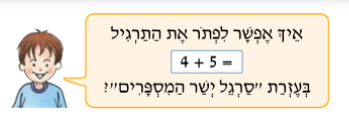 אֵיךְ אֶפְשָׁר לִפְתֹּר אֶת הַתַּרְגִּיל
4 + 5 =
בְּעֶזְרַת "סַרְגֵּל יְשַׁר הַמִּסְפָּרִים"?